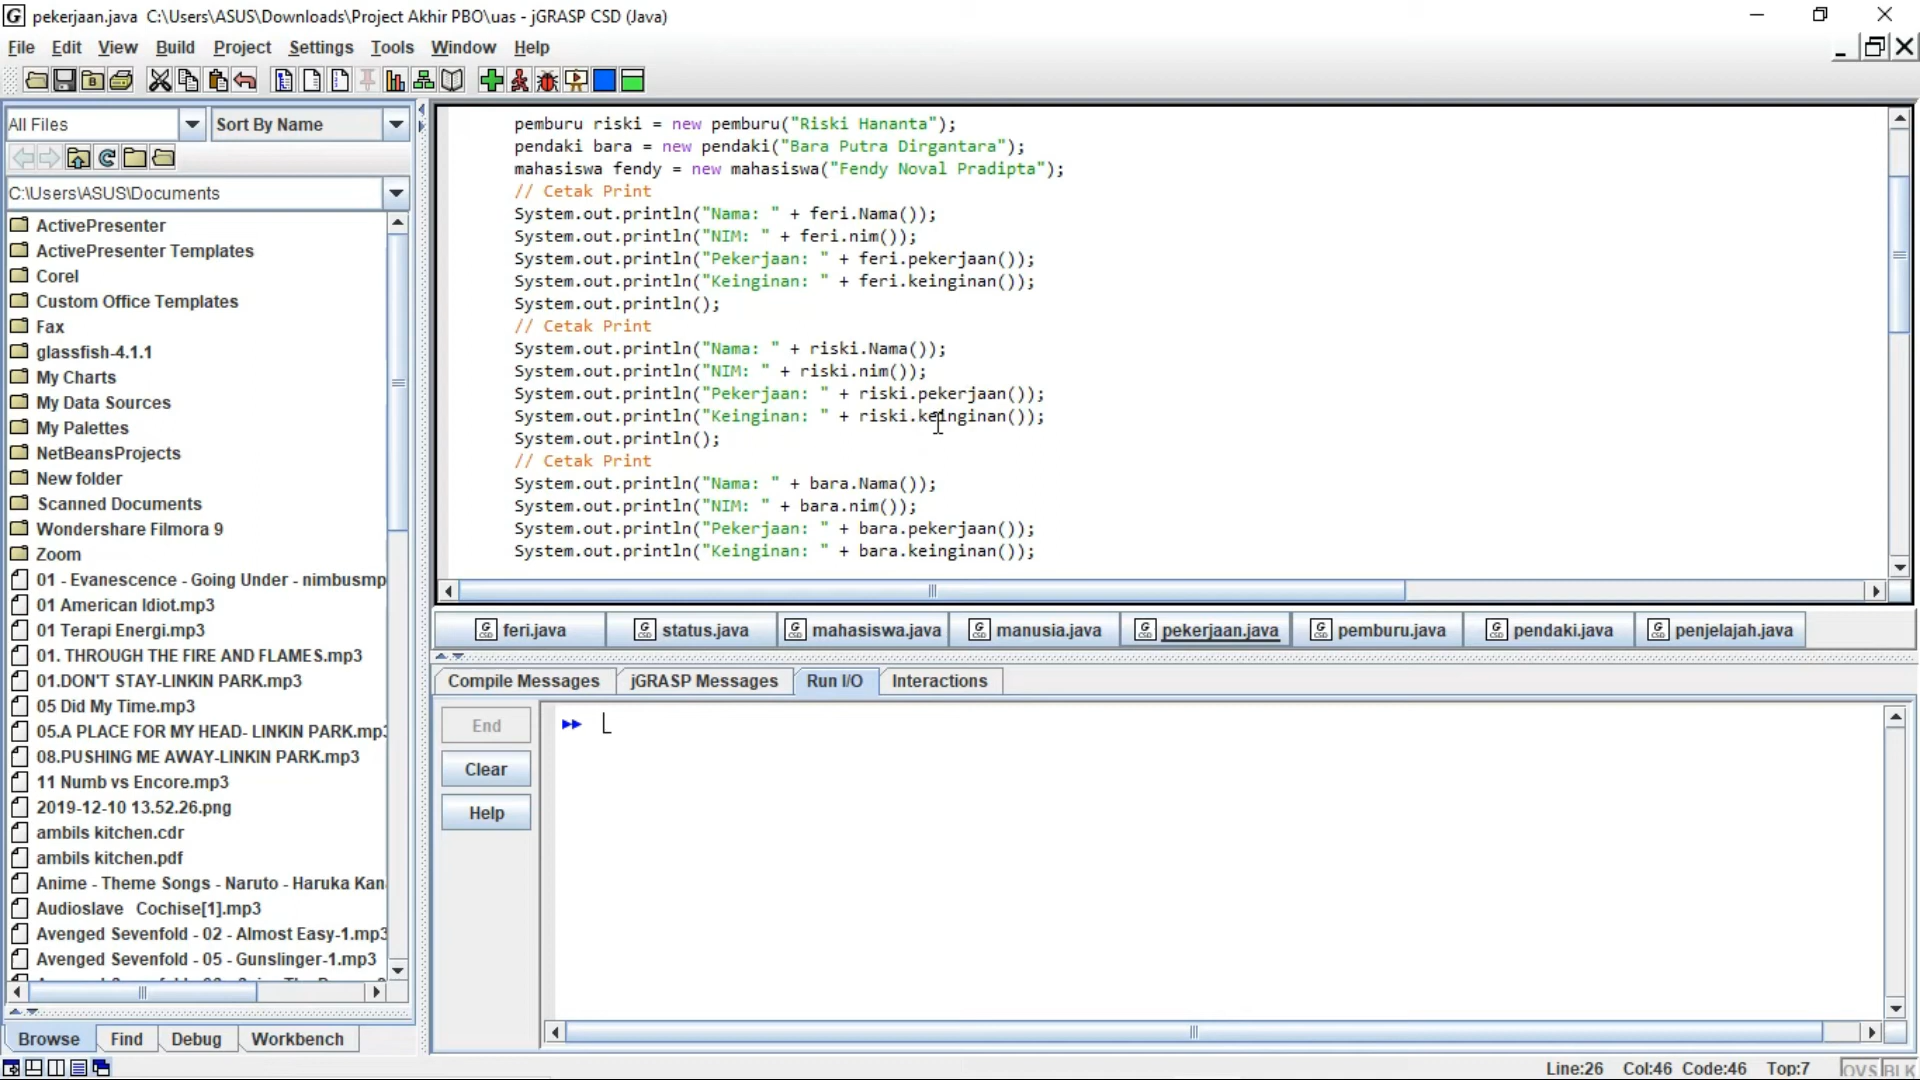 pekerjaan.java C:\Users\ASUS\Downloads\Project Akhir PBO\uas - jGRASP CSD (Java)
File Edit View Build Project Settings Tools Window Help
All Files Sort By Name
C:\Users\ASUS\Documents
ActivePresenter
ActivePresenter Templates
Corel
Custom Office Templates
Fax
glassfish-4.1.1
My Charts
My Data Sources
My Palettes
NetBeansProjects
New folder
Scanned Documents
Wondershare Filmora 9
Zoom
01 - Evanescence - Going Under - nimbusmp
01 American Idiot.mp3
01 Terapi Energi.mp3
01. THROUGH THE FIRE AND FLAMES.mp3
01.DON'T STAY-LINKIN PARK.mp3
05 Did My Time.mp3
05.A PLACE FOR MY HEAD- LINKIN PARK.mp3
08.PUSHING ME AWAY-LINKIN PARK.mp3
11 Numb vs Encore.mp3
2019-12-10 13.52.26.png
ambils kitchen.cdr
ambils kitchen.pdf
Anime - Theme Songs - Naruto - Haruka Kan
Audioslave Cochise[1].mp3
Avenged Sevenfold - 02 - Almost Easy-1.mp3
Avenged Sevenfold - 05 - Gunslinger-1.mp3
Browse Find Debug Workbench
pemburu riski = new pemburu("Riski Hananta");
pendaki bara = new pendaki("Bara Putra Dirgantara");
mahasiswa fendy = new mahasiswa("Fendy Noval Pradipta");
// Cetak Print
System.out.println("Nama: " + feri.Nama());
System.out.println("NIM: " + feri.nim());
System.out.println("Pekerjaan: " + feri.pekerjaan());
System.out.println("Keinginan: " + feri.keinginan());
System.out.println();
// Cetak Print
System.out.println("Nama: " + riski.Nama());
System.out.println("NIM: " + riski.nim());
System.out.println("Pekerjaan: " + riski.pekerjaan());
System.out.println("Keinginan: " + riski.keinginan());
System.out.println();
// Cetak Print
System.out.println("Nama: " + bara.Nama());
System.out.println("NIM: " + bara.nim());
System.out.println("Pekerjaan: " + bara.pekerjaan());
System.out.println("Keinginan: " + bara.keinginan());
feri.java status.java mahasiswa.java manusia.java pekerjaan.java pemburu.java pendaki.java penjelajah.java
Compile Messages jGRASP Messages Run I/O Interactions
End
Clear
Help
Line:26 Col:46 Code:46 Top:7 OVS BLK